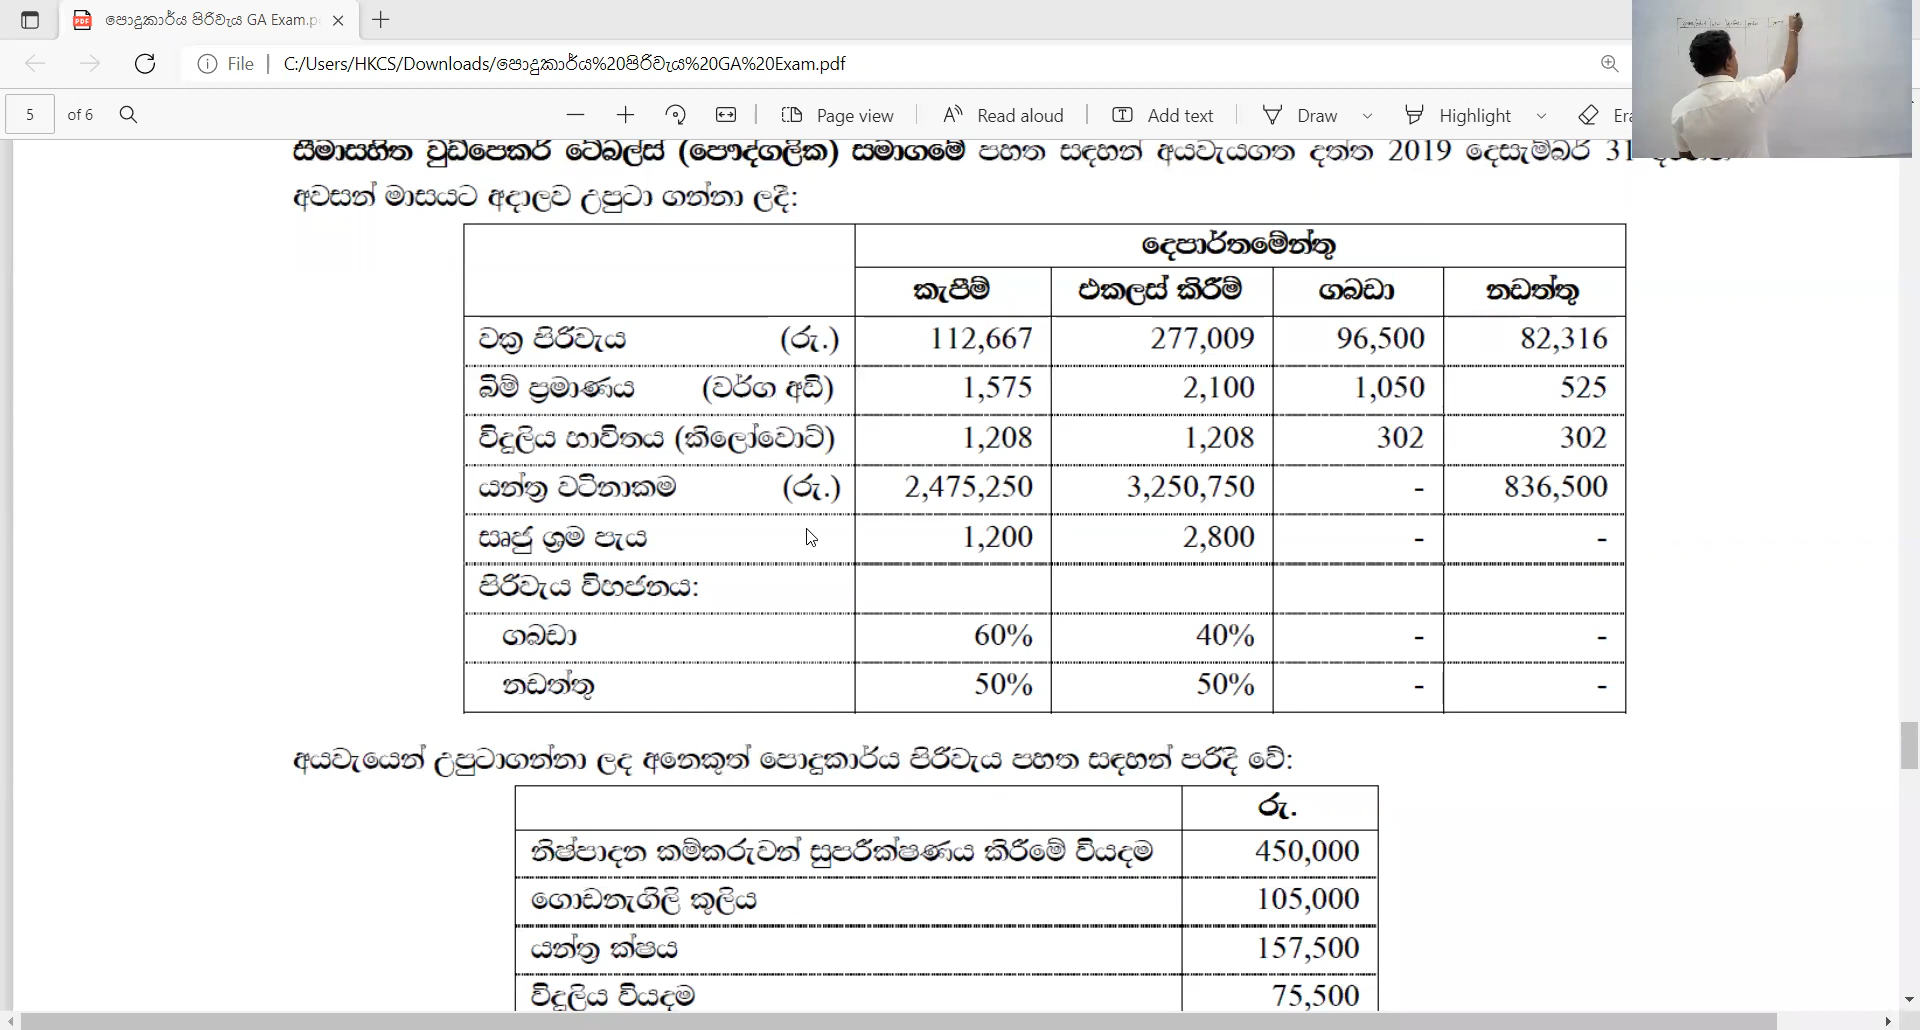 පොදුකාර්ය පිරිවැය GA Exam.p
File
C:/Users/HKCS/Downloads/පොදුකාර්ය%20පිරිවැය%20GA%20Exam.pdf
5 of 6
Page view
Read aloud
Add text
Draw
Highlight
Era
සීමාසහිත වුඩ්පෙකර් ටේබල්ස් (පෞද්ගලික) සමාගමේ පහත සඳහන් අයවැයගත දත්ත 2019 දෙසැම්බර් 31
අවසන් මාසයට අදාලව උපුටා ගන්නා ලදී:
දෙපාර්තමේන්තු
කැපීම් එකලස් කිරීම් ගබඩා නඩත්තු
වක්‍ර පිරිවැය (රු.) 112,667 277,009 96,500 82,316
බිම් ප්‍රමාණය (වර්ග අඩි) 1,575 2,100 1,050 525
විදුලිය භාවිතය (කිලෝවොට්) 1,208 1,208 302 302
යන්ත්‍ර වටිනාකම (රු.) 2,475,250 3,250,750 - 836,500
සෘජු ශ්‍රම පැය 1,200 2,800 - -
පිරිවැය විභජනය:
ගබඩා 60% 40% - -
නඩත්තු 50% 50% - -
අයවැයෙන් උපුටාගන්නා ලද අනෙකුත් පොදුකාර්ය පිරිවැය පහත සඳහන් පරිදි වේ:
රු.
නිෂ්පාදන කම්කරුවන් සුපරීක්ෂණය කිරීමේ වියදම 450,000
ගොඩනැගිලි කුලිය 105,000
යන්ත්‍ර ක්ෂය 157,500
විදුලිය වියදම 75,500